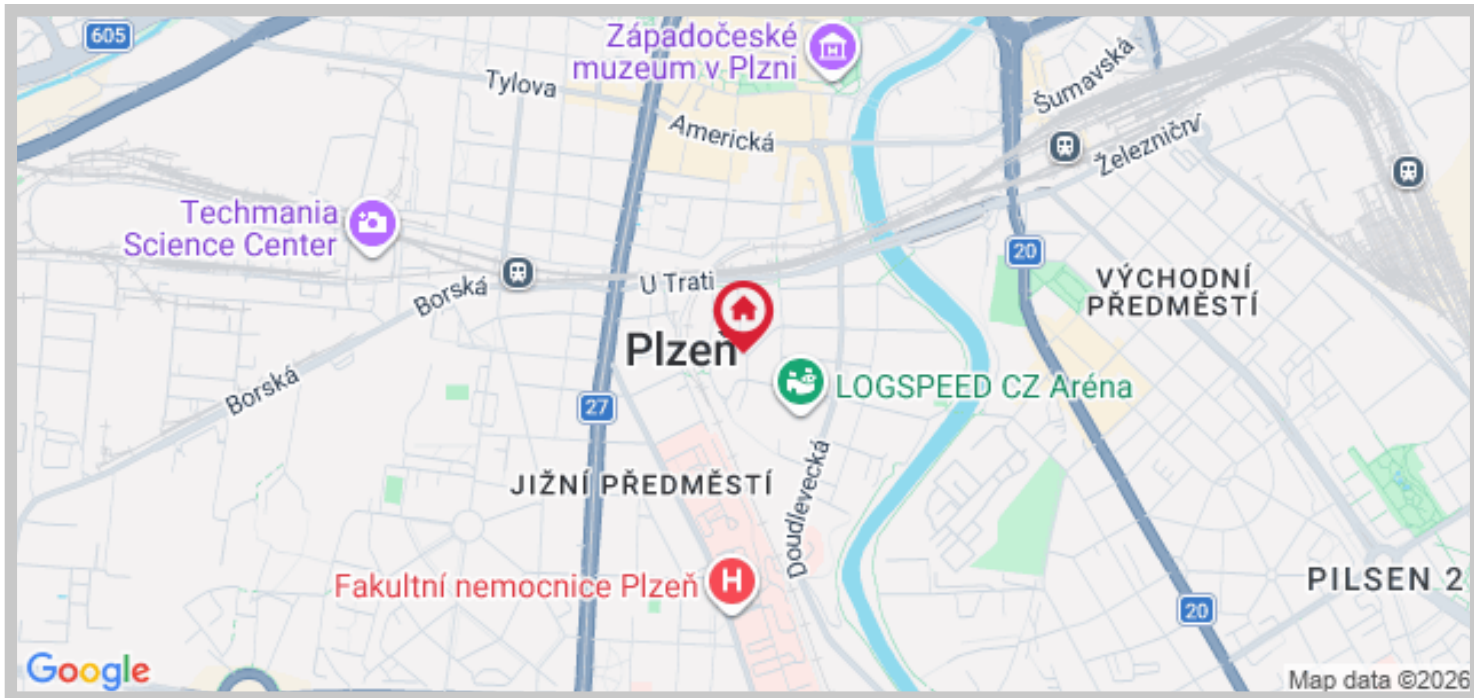 605
Západočeské
muzeum v Plzni
Tylova
Šumavská
Americká
Železniční
Techmania
Science Center
20
U Trati
Borská
VÝCHODNÍ
PŘEDMĚSTÍ
Plzeň
LOGSPEED CZ Aréna
Borská
27
JIŽNÍ PŘEDMĚSTÍ
Doudlevecká
Fakultní nemocnice Plzeň
H
PILSEN 2
20
Google
Map data ©2026